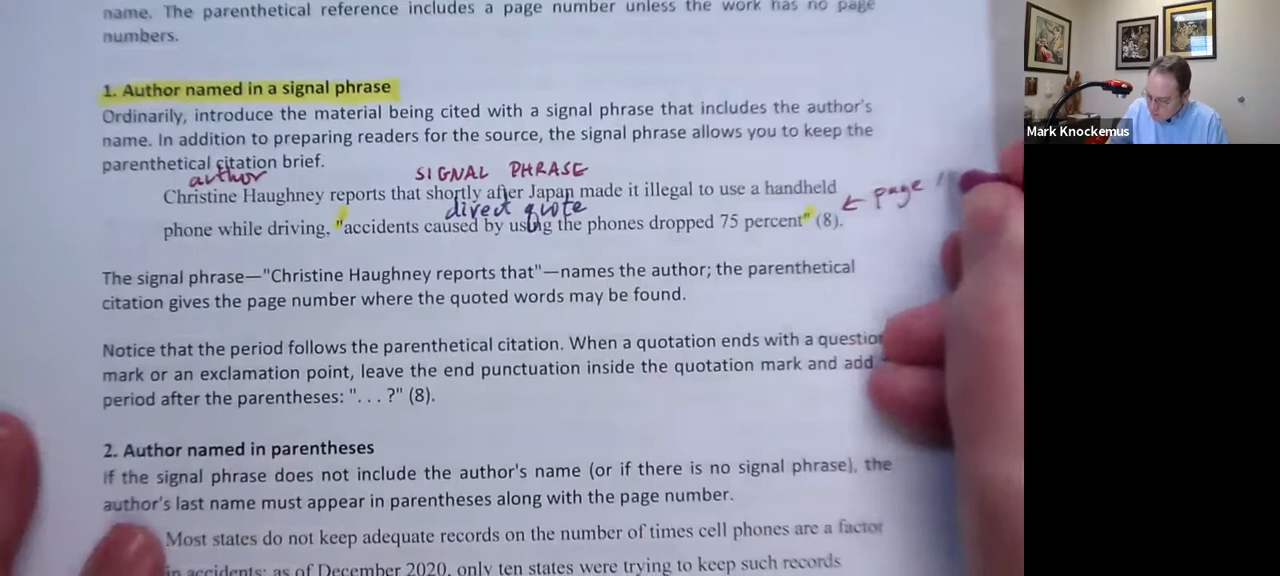 name. The parenthetical reference includes a page number unless the work has no page
numbers.
1. Author named in a signal phrase
Ordinarily, introduce the material being cited with a signal phrase that includes the author's
name. In addition to preparing readers for the source, the signal phrase allows you to keep the
parenthetical citation brief.
author SIGNAL PHRASE
Christine Haughney reports that shortly after Japan made it illegal to use a handheld
direct quote ← page
phone while driving, "accidents caused by using the phones dropped 75 percent" (8).
The signal phrase—"Christine Haughney reports that"—names the author; the parenthetical
citation gives the page number where the quoted words may be found.
Notice that the period follows the parenthetical citation. When a quotation ends with a
mark or an exclamation point, leave the end punctuation inside the quotation mark and add
period after the parentheses: ". . . ?" (8).
2. Author named in parentheses
If the signal phrase does not include the author's name (or if there is no signal phrase), the
author's last name must appear in parentheses along with the page number.
Most states do not keep adequate records on the number of times cell phones are a factor
in accidents; as of December 2020, only ten states were trying to keep such records
Mark Knockemus